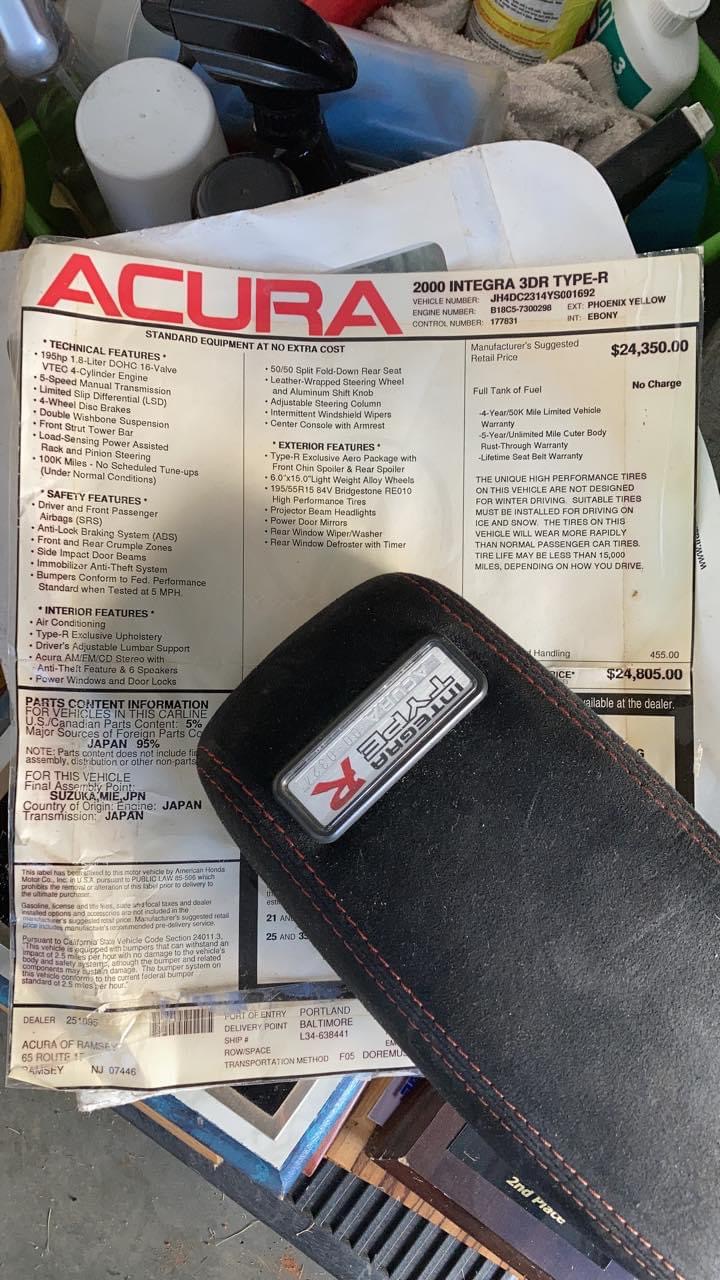 ACURA
2000 INTEGRA 3DR TYPE-R
VEHICLE NUMBER: JH4DC2314YS001692
ENGINE NUMBER: B18C5-7300298 EXT: PHOENIX YELLOW
CONTROL NUMBER: 177831 INT: EBONY
STANDARD EQUIPMENT AT NO EXTRA COST
* TECHNICAL FEATURES *
• 195hp 1.8-Liter DOHC 16-Valve
VTEC 4-Cylinder Engine
• 5-Speed Manual Transmission
• Limited Slip Differential (LSD)
• 4-Wheel Disc Brakes
• Double Wishbone Suspension
• Front Strut Tower Bar
• Load-Sensing Power Assisted
Rack and Pinion Steering
• 100K Miles - No Scheduled Tune-ups
(Under Normal Conditions)
* SAFETY FEATURES *
• Driver and Front Passenger
Airbags (SRS)
• Anti-Lock Braking System (ABS)
• Front and Rear Crumple Zones
• Side Impact Door Beams
• Immobilizer Anti-Theft System
• Bumpers Conform to Fed. Performance
Standard when Tested at 5 MPH.
* INTERIOR FEATURES *
• Air Conditioning
• Type-R Exclusive Upholstery
• Driver's Adjustable Lumbar Support
• Acura AM/FM/CD Stereo with
Anti-Theft Feature & 6 Speakers
• Power Windows and Door Locks
• 50/50 Split Fold-Down Rear Seat
• Leather-Wrapped Steering Wheel
and Aluminum Shift Knob
• Adjustable Steering Column
• Intermittent Windshield Wipers
• Center Console with Armrest
* EXTERIOR FEATURES *
• Type-R Exclusive Aero Package with
Front Chin Spoiler & Rear Spoiler
• 6.0"x15.0"Light Weight Alloy Wheels
• 195/55R15 84V Bridgestone RE010
High Performance Tires
• Projector Beam Headlights
• Power Door Mirrors
• Rear Window Wiper/Washer
• Rear Window Defroster with Timer
Manufacturer's Suggested
Retail Price $24,350.00
Full Tank of Fuel No Charge
-4-Year/50K Mile Limited Vehicle
Warranty
-5-Year/Unlimited Mile Outer Body
Rust-Through Warranty
-Lifetime Seat Belt Warranty
THE UNIQUE HIGH PERFORMANCE TIRES
ON THIS VEHICLE ARE NOT DESIGNED
FOR WINTER DRIVING. SUITABLE TIRES
MUST BE INSTALLED FOR DRIVING ON
ICE AND SNOW. THE TIRES ON THIS
VEHICLE WILL WEAR MORE RAPIDLY
THAN NORMAL PASSENGER CAR TIRES.
TIRE LIFE MAY BE LESS THAN 15,000
MILES, DEPENDING ON HOW YOU DRIVE.
Handling 455.00
$24,805.00
available at the dealer.
PARTS CONTENT INFORMATION
FOR VEHICLES IN THIS CARLINE
U.S./Canadian Parts Content: 5%
Major Sources of Foreign Parts Co
JAPAN 95%
NOTE: Parts content does not include
assembly, distribution or other non-parts
FOR THIS VEHICLE
Final Assembly Point:
SUZUKA,MIE,JPN
Country of Origin: Engine: JAPAN
Transmission: JAPAN
This label has been affixed to this motor vehicle by American Honda
Motor Co., Inc. in U.S.A. pursuant to PUBLIC LAW 85-506 which
prohibits the removal or alteration of this label prior to delivery to
the ultimate purchaser.
Gasoline, license and title fees, state and local taxes and dealer
installed options and accessories are not included in the
manufacturer's suggested retail price. Manufacturer's suggested retail
price includes manufacture's recommended pre-delivery service.
Pursuant to California State Vehicle Code Section 24011.3,
"This vehicle is equipped with bumpers that can withstand an
impact of 2.5 miles per hour with no damage to the vehicle's
body and safety systems, although the bumper and related
components may sustain damage. The bumper system on
this vehicle conforms to the current federal bumper
standard of 2.5 miles per hour."
21 AND
25 AND
DEALER
ACURA OF RAMSEY
65 ROUTE
RAMSEY NJ 07446
PORT OF ENTRY PORTLAND
DELIVERY POINT BALTIMORE
SHIP # L34-638441
ROW/SPACE
TRANSPORTATION METHOD F05 DOREMUS
INTEGRA
TYPE R
ACURA
2nd Place